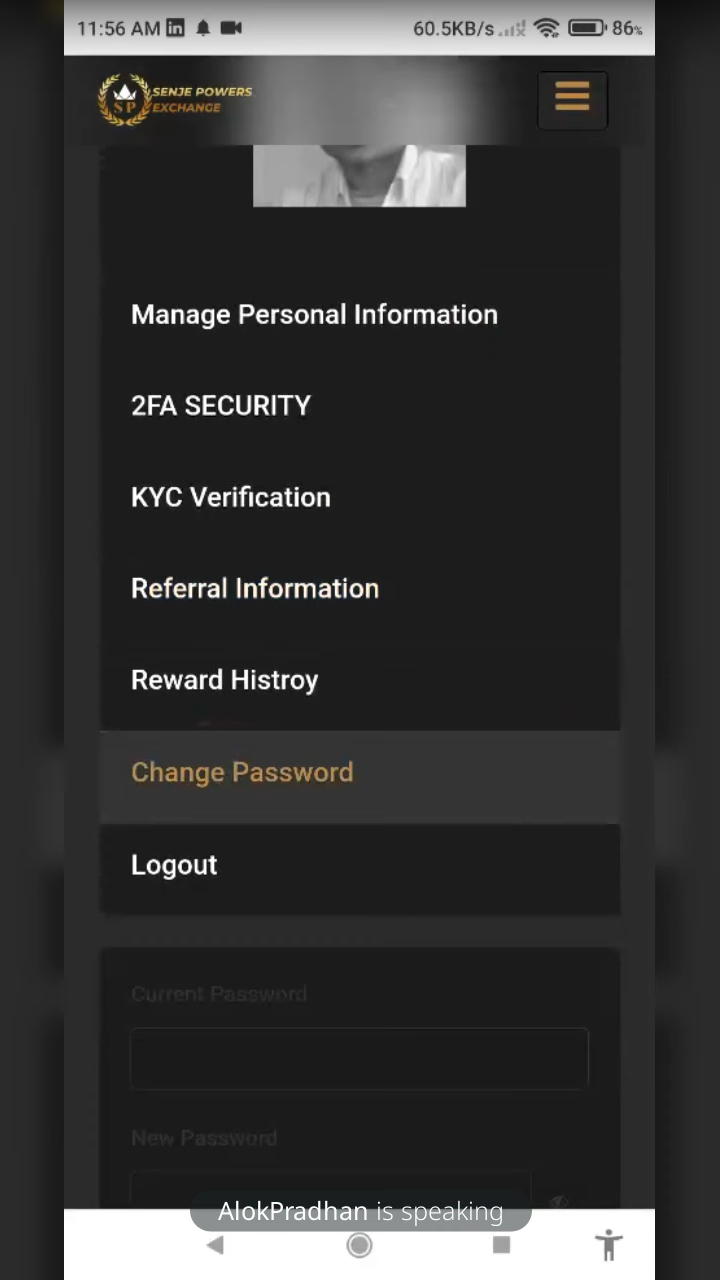 11:56 AM
60.5KB/s
86%
SENJE POWERS
EXCHANGE
SP
Manage Personal Information
2FA SECURITY
KYC Verification
Referral Information
Reward Histroy
Change Password
Logout
Current Password
New Password
AlokPradhan is speaking